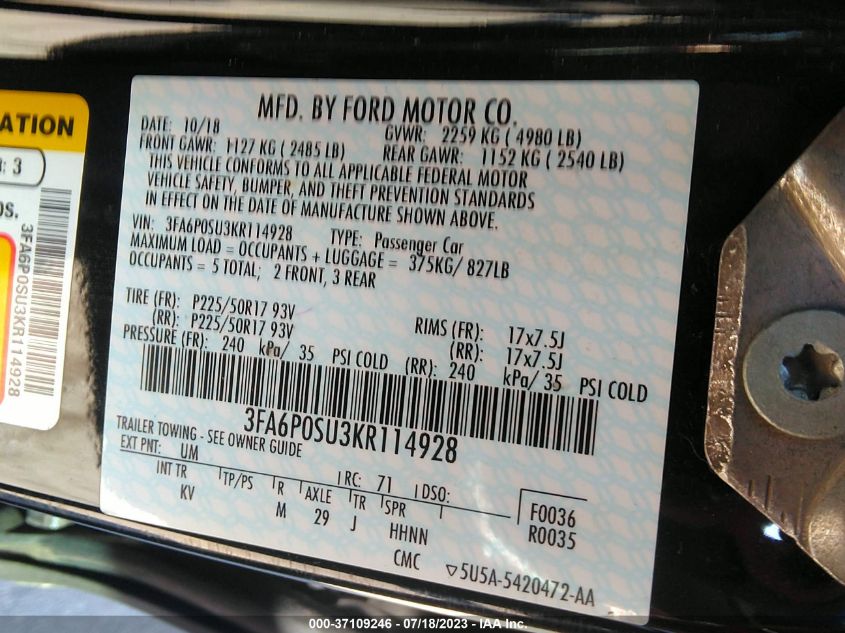 ATION
: 3
OS.
3FA6P0SU3KR114928
MFD. BY FORD MOTOR CO.
DATE: 10/18 GVWR: 2259 KG ( 4980 LB)
FRONT GAWR: 1127 KG ( 2485 LB) REAR GAWR: 1152 KG ( 2540 LB)
THIS VEHICLE CONFORMS TO ALL APPLICABLE FEDERAL MOTOR
VEHICLE SAFETY, BUMPER, AND THEFT PREVENTION STANDARDS
IN EFFECT ON THE DATE OF MANUFACTURE SHOWN ABOVE.
VIN: 3FA6P0SU3KR114928 TYPE: Passenger Car
MAXIMUM LOAD = OCCUPANTS + LUGGAGE = 375KG/ 827LB
OCCUPANTS = 5 TOTAL; 2 FRONT, 3 REAR
TIRE (FR): P225/50R17 93V RIMS (FR): 17x7.5J
(RR): P225/50R17 93V (RR): 17x7.5J
PRESSURE (FR): 240 kPa/ 35 PSI COLD (RR): 240 kPa/ 35 PSI COLD
3FA6P0SU3KR114928
TRAILER TOWING - SEE OWNER GUIDE
EXT PNT: UM RC: 71 DSO:
INT TR TP/PS R AXLE TR SPR F0036
KV M 29 J HHNN R0035
CMC ▽5U5A-5420472-AA
000-37109246 - 07/18/2023 - IAA Inc.